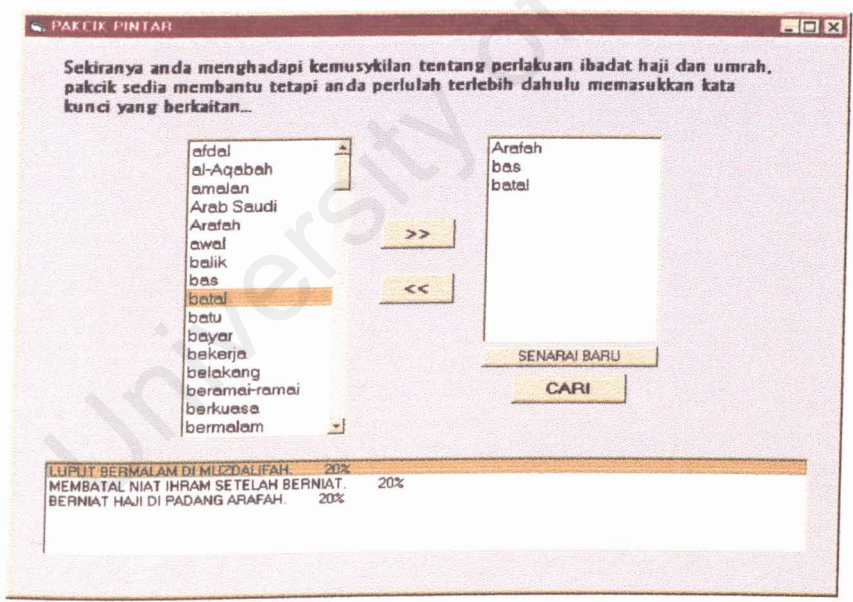 PAKCIK PINTAR
Sekiranya anda menghadapi kemusykilan tentang perlakuan ibadat haji dan umrah,
pakcik sedia membantu tetapi anda perlulah terlebih dahulu memasukkan kata
kunci yang berkaitan...
afdal
al-Aqabah
amalan
Arab Saudi
Arafah
awal
balik
bas
batal
batu
bayar
bekerja
belakang
beramai-ramai
berkuasa
bermalam
>>
<<
Arafah
bas
batal
SENARAI BARU
CARI
LUPUT BERMALAM DI MUZDALIFAH. 20%
MEMBATAL NIAT IHRAM SETELAH BERNIAT. 20%
BERNIAT HAJI DI PADANG ARAFAH. 20%
University of